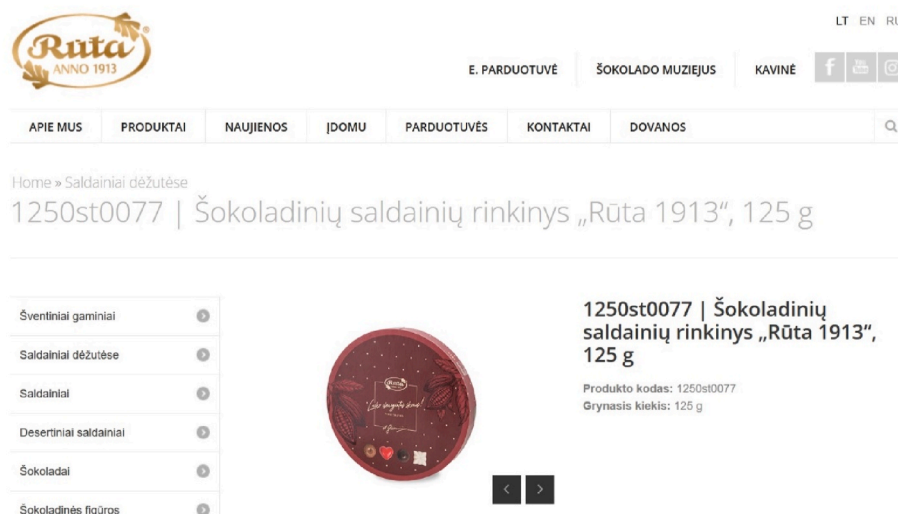 LT EN RU
Rūta
ANNO 1913
E. PARDUOTUVĖ ŠOKOLADO MUZIEJUS KAVINĖ
APIE MUS PRODUKTAI NAUJIENOS ĮDOMU PARDUOTUVĖS KONTAKTAI DOVANOS
Home » Saldainiai dėžutėse
1250st0077 | Šokoladinių saldainių rinkinys „Rūta 1913“, 125 g
Šventiniai gaminiai
Saldainiai dėžutėse
Saldainiai
Desertiniai saldainiai
Šokoladai
Šokoladinės figūros
Rūta
1250st0077 | Šokoladinių
saldainių rinkinys „Rūta 1913“,
125 g
Produkto kodas: 1250st0077
Grynasis kiekis: 125 g